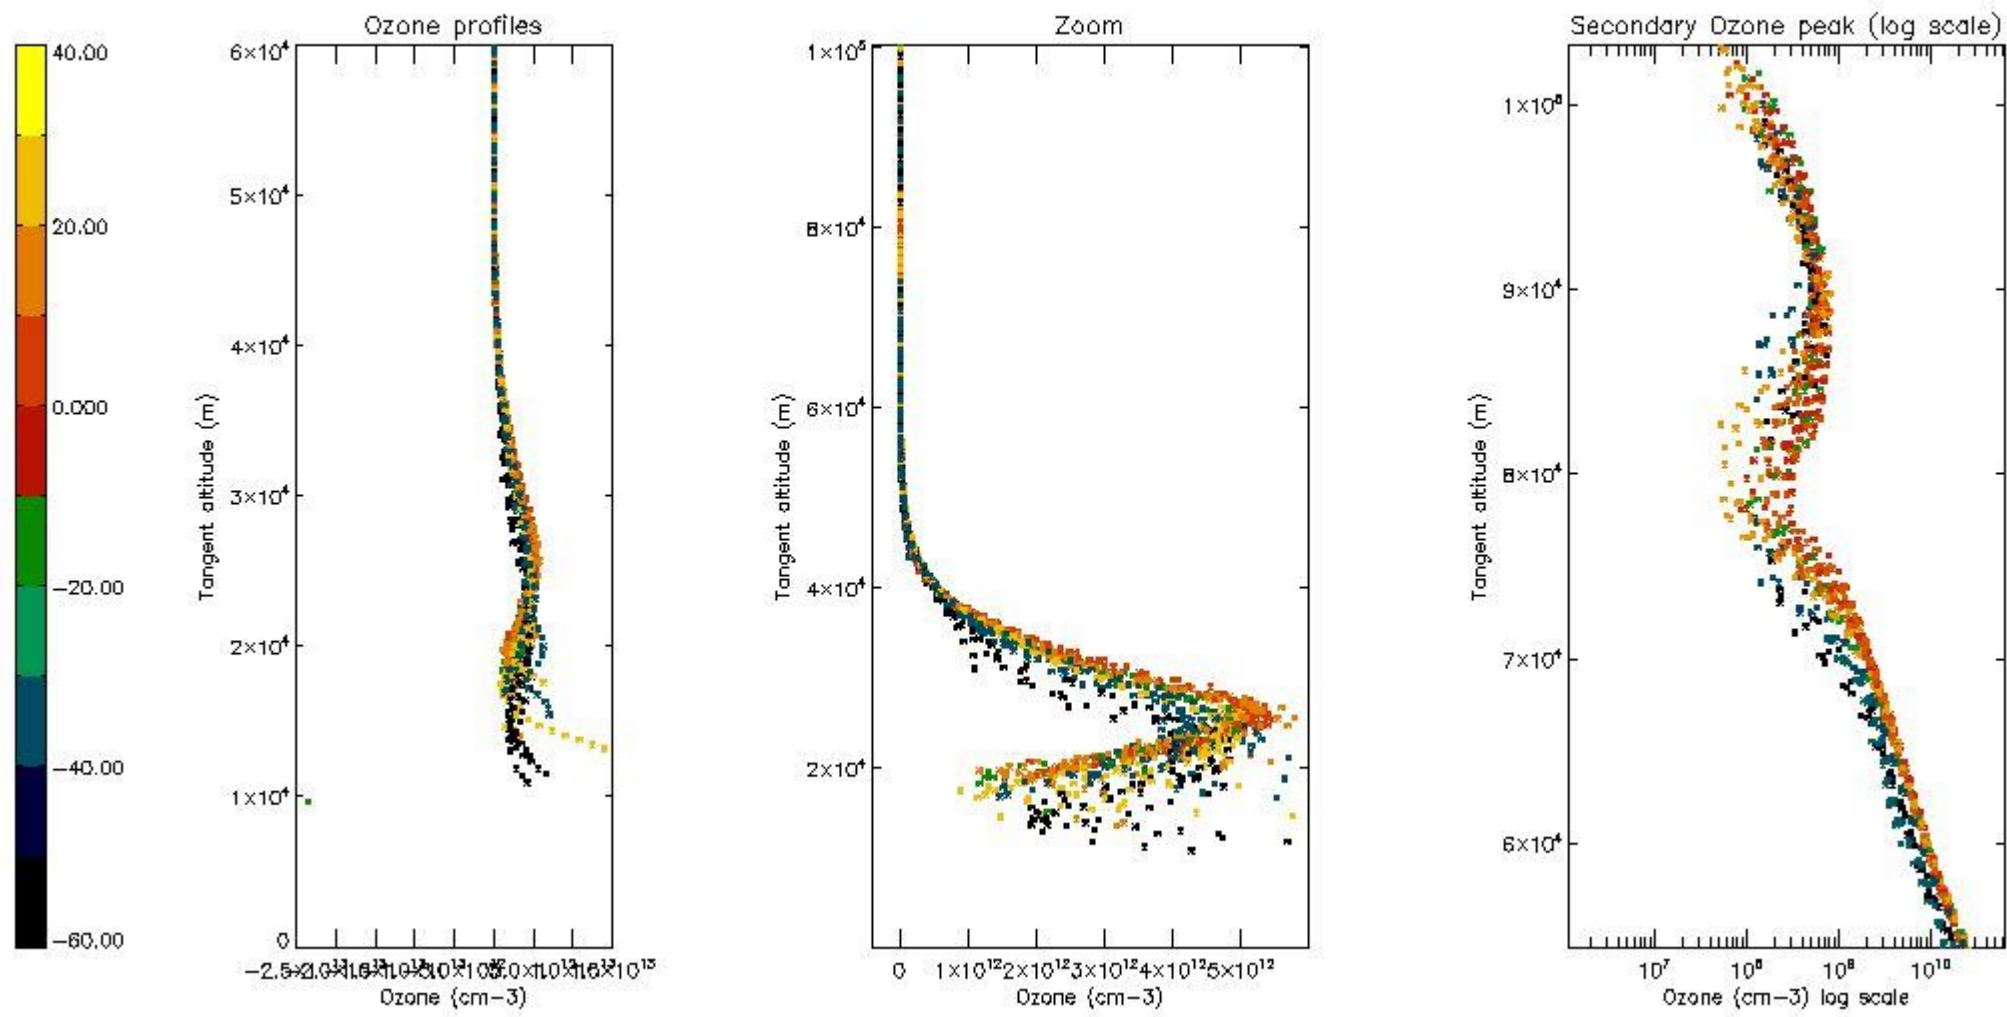 Ozone profiles
Zoom
Secondary Ozone peak (log scale)
40.00
20.00
0.000
−20.00
−40.00
−60.00
6×10⁴
5×10⁴
4×10⁴
3×10⁴
2×10⁴
1×10⁴
0
Tangent altitude (m)
Ozone (cm−3)
1×10⁵
8×10⁴
6×10⁴
4×10⁴
2×10⁴
Tangent altitude (m)
0 1×10¹² 2×10¹² 3×10¹² 4×10¹² 5×10¹²
Ozone (cm−3)
9×10⁴
8×10⁴
7×10⁴
6×10⁴
Tangent altitude (m)
10⁷ 10⁸ 10⁹ 10¹⁰
Ozone (cm−3) log scale